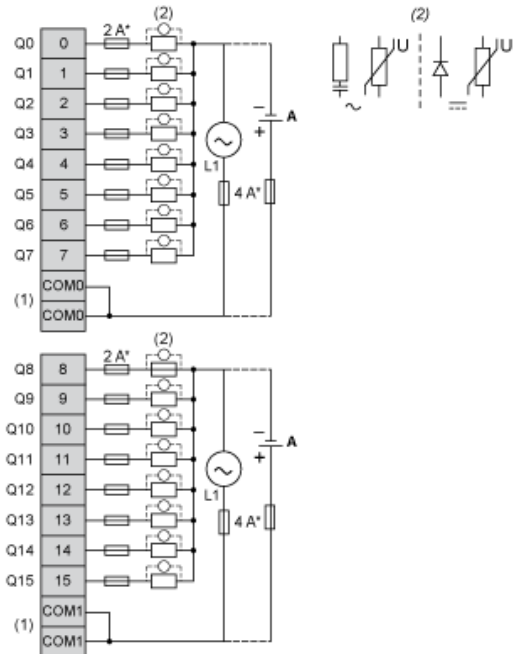 (2)
2 A*
Q0 0
Q1 1
Q2 2
Q3 3
Q4 4
Q5 5
Q6 6
Q7 7
COM0
(1)
COM0
L1
4 A*
−
+
A
(2)
U
U
(2)
2 A*
Q8 8
Q9 9
Q10 10
Q11 11
Q12 12
Q13 13
Q14 14
Q15 15
COM1
(1)
COM1
L1
4 A*
−
+
A